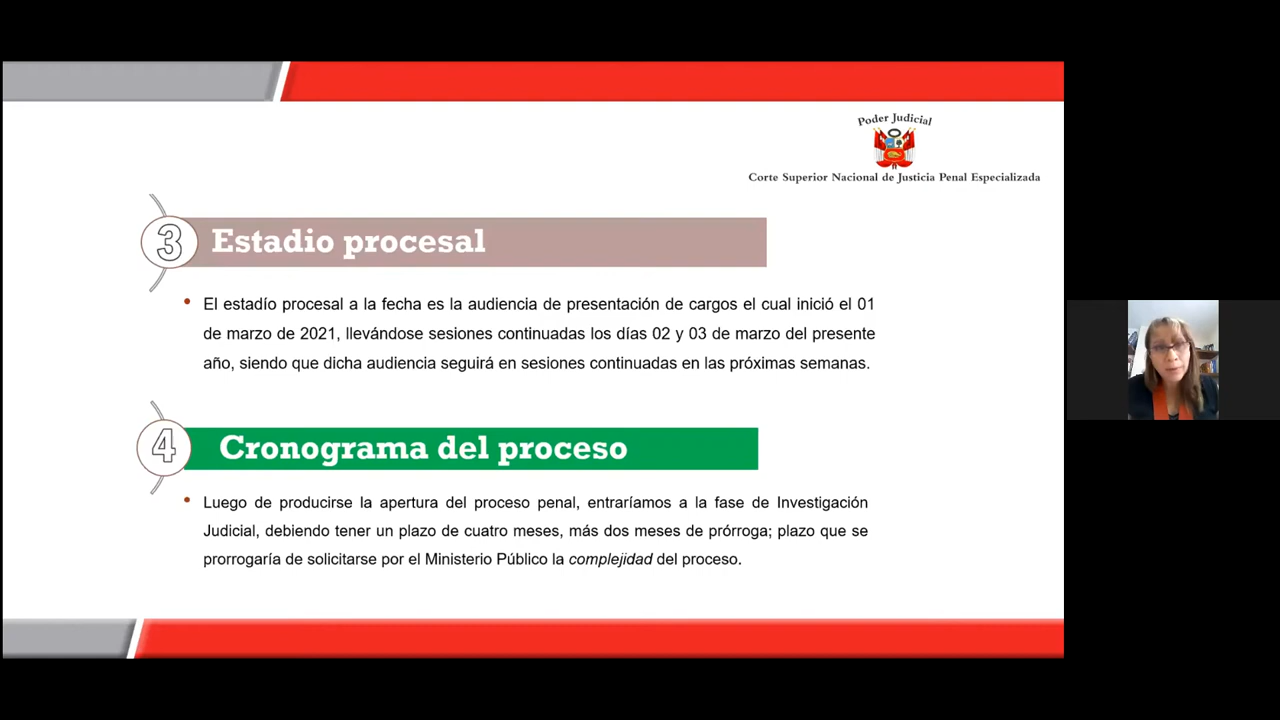 Poder Judicial
Corte Superior Nacional de Justicia Penal Especializada
3 Estadio procesal
• El estadío procesal a la fecha es la audiencia de presentación de cargos el cual inició el 01
de marzo de 2021, llevándose sesiones continuadas los días 02 y 03 de marzo del presente
año, siendo que dicha audiencia seguirá en sesiones continuadas en las próximas semanas.
4 Cronograma del proceso
• Luego de producirse la apertura del proceso penal, entraríamos a la fase de Investigación
Judicial, debiendo tener un plazo de cuatro meses, más dos meses de prórroga; plazo que se
prorrogaría de solicitarse por el Ministerio Público la complejidad del proceso.